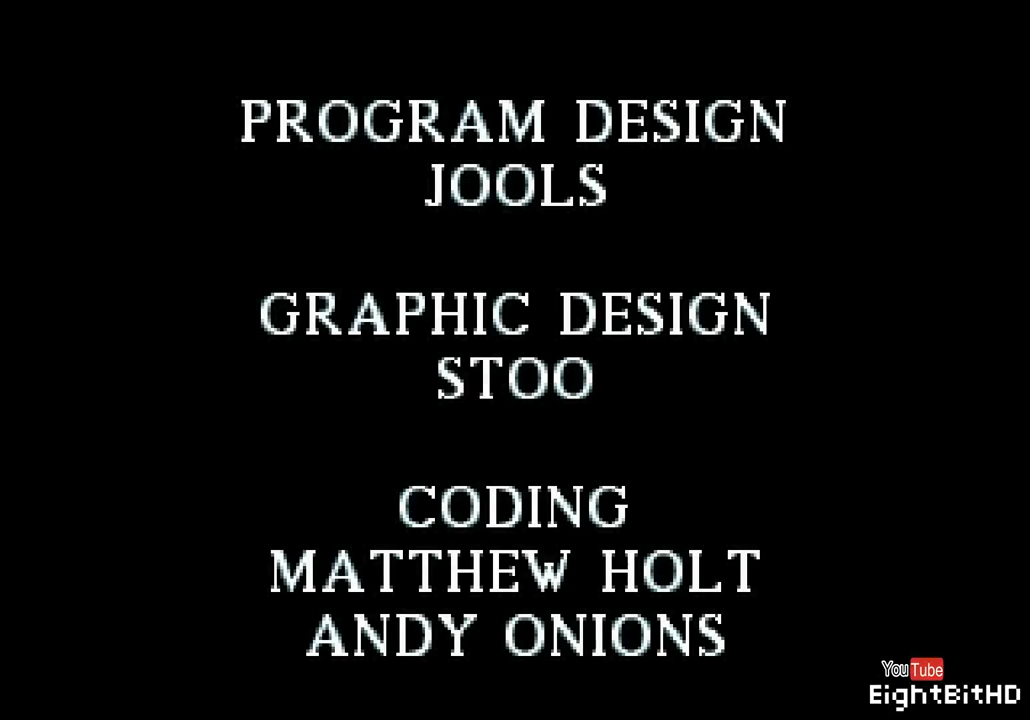 PROGRAM DESIGN
JOOLS
GRAPHIC DESIGN
STOO
CODING
MATTHEW HOLT
ANDY ONIONS
YouTube
EightBitHD